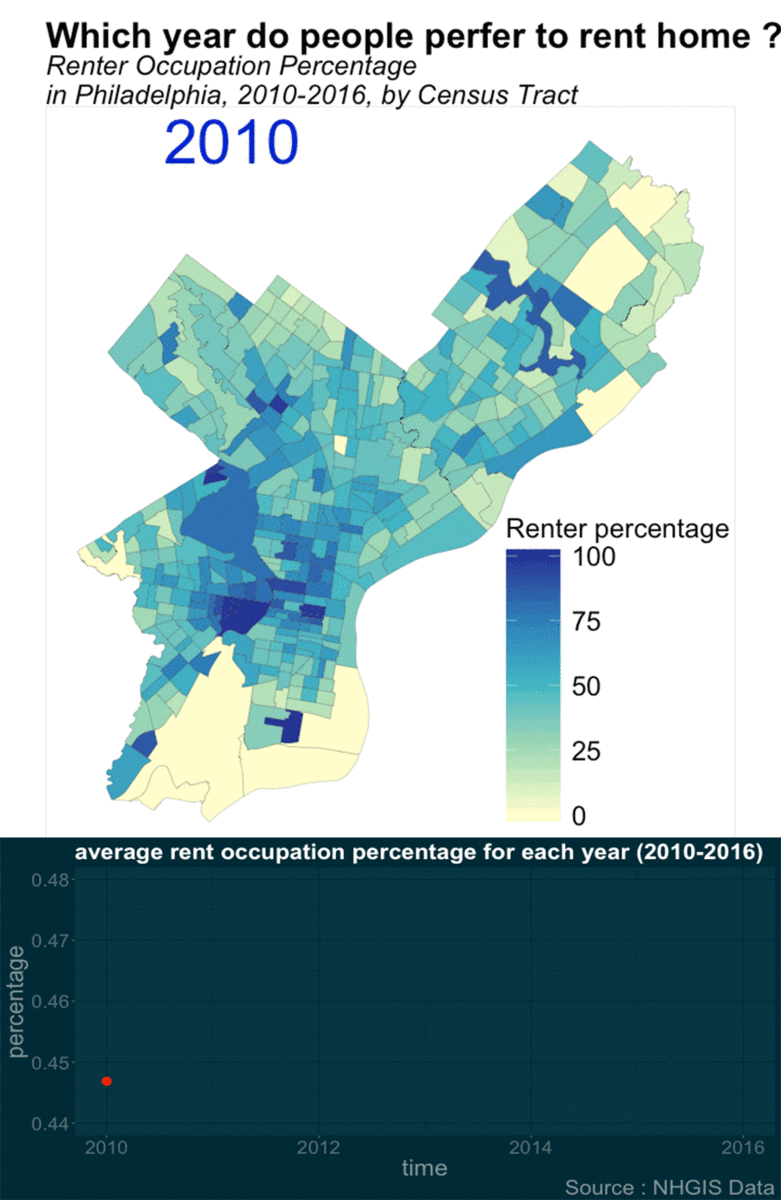 Which year do people perfer to rent home ?
Renter Occupation Percentage
in Philadelphia, 2010-2016, by Census Tract
2010
Renter percentage
100
75
50
25
0
average rent occupation percentage for each year (2010-2016)
percentage
0.48
0.47
0.46
0.45
0.44
2010 2012 2014 2016
time
Source : NHGIS Data